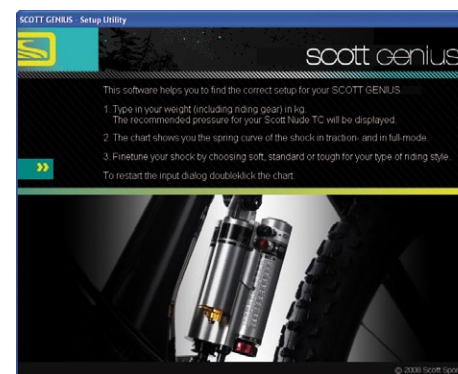 SCOTT GENIUS - Setup Utility
scott genius
This software helps you to find the correct setup for your SCOTT GENIUS
1. Type in your weight (including riding gear) in kg.
The recommended pressure for your Scott Nude TC will be displayed.
2. The chart shows you the spring curve of the shock in traction- and in full-mode.
3. Finetune your shock by choosing soft, standard or tough for your type of riding style.
To restart the input dialog doubleklick the chart.
»
© 2008 Scott Spor